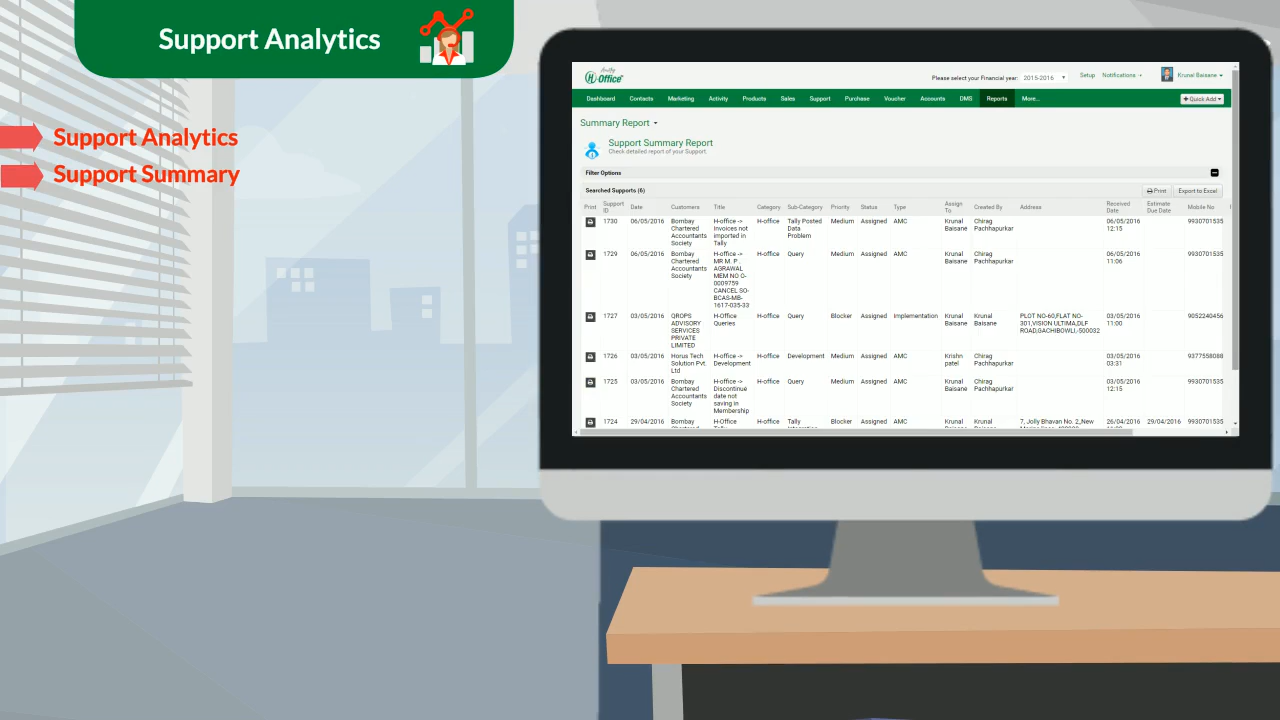 Support Analytics
Support Analytics
Support Summary
Healthy
H-Office
Please select your Financial year: 2015-2016
Setup Notifications Krunal Baisane
Dashboard Contacts Marketing Activity Products Sales Support Purchase Voucher Accounts DMS Reports More...
Quick Add
Summary Report
Support Summary Report
Check detailed report of your Support.
Filter Options
Searched Supports (6) Print Export to Excel
Print Support ID Date Customers Title Category Sub-Category Priority Status Type Assign To Created By Address Received Date Estimate Due Date Mobile No
1730 06/05/2016 Bombay H-office -> H-office Tally Posted Medium Assigned AMC Krunal Chirag 06/05/2016 9930701535
Chartered Invoices not Data Baisane Pachhapurkar 12:15
Accountants imported in Problem
Society Tally
1729 06/05/2016 Bombay H-office -> H-office Query Medium Assigned AMC Krunal Chirag 06/05/2016 9930701535
Chartered MR M. P . Baisane Pachhapurkar 11:06
Accountants AGRAWAL
Society MEM NO O-
0009759
CANCEL SO-
BCAS-MB-
1617-035-33
1727 03/05/2016 QROPS H-Office H-office Query Blocker Assigned Implementation Krunal Krunal PLOT NO-60,FLAT NO- 03/05/2016 9052240456
ADVISORY Queries Baisane Baisane 301,VISION ULTIMA,DLF 11:00
SERVICES ROAD,GACHIBOWLI,-500032
PRIVATE
LIMITED
1726 03/05/2016 Horus Tech H-office -> H-office Development Medium Assigned AMC Krishn Chirag 03/05/2016 9377558088
Solution Pvt. Development patel Pachhapurkar 03:31
Ltd
1725 03/05/2016 Bombay H-office -> H-office Query Medium Assigned AMC Krunal Chirag 03/05/2016 9930701535
Chartered Discontinue Baisane Pachhapurkar 12:15
Accountants date not
Society saving in
Membership
1724 29/04/2016 Bombay H-Office H-office Tally Blocker Assigned AMC Krunal Krunal 7, Jolly Bhavan No. 2,New 26/04/2016 29/04/2016 9930701535